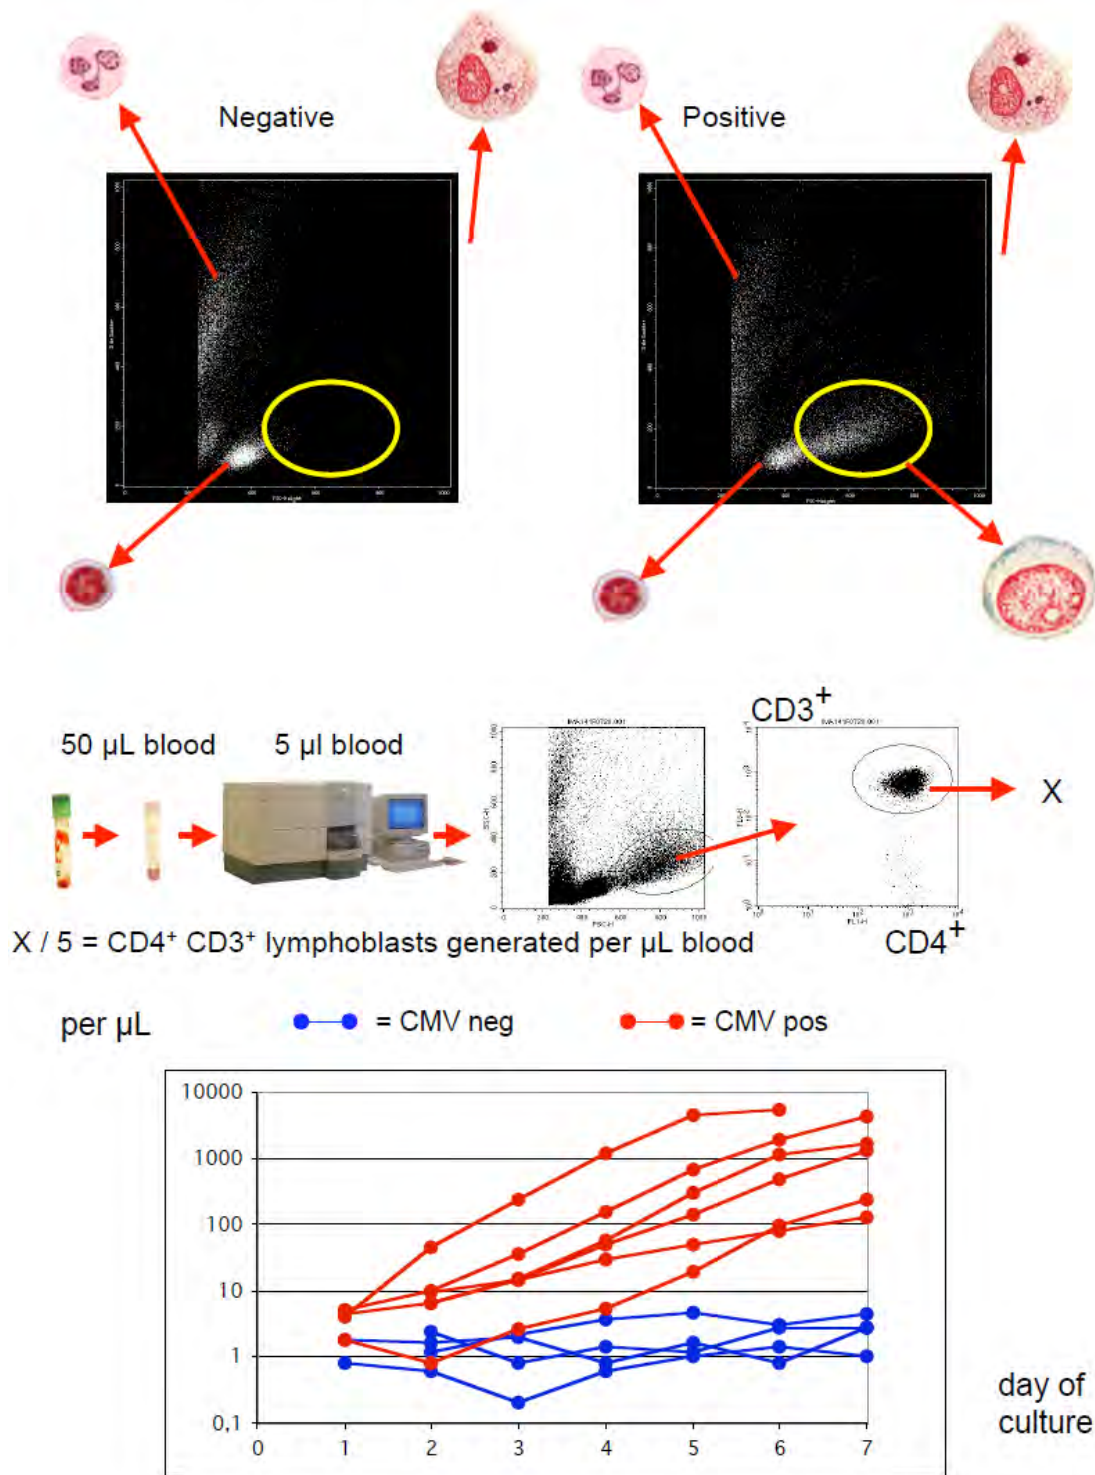 Negative
Positive
50 µL blood
5 µl blood
CD3+
X
X / 5 = CD4+ CD3+ lymphoblasts generated per µL blood
CD4+
per µL
= CMV neg
= CMV pos
10000
1000
100
10
1
0,1
0 1 2 3 4 5 6 7
day of
culture